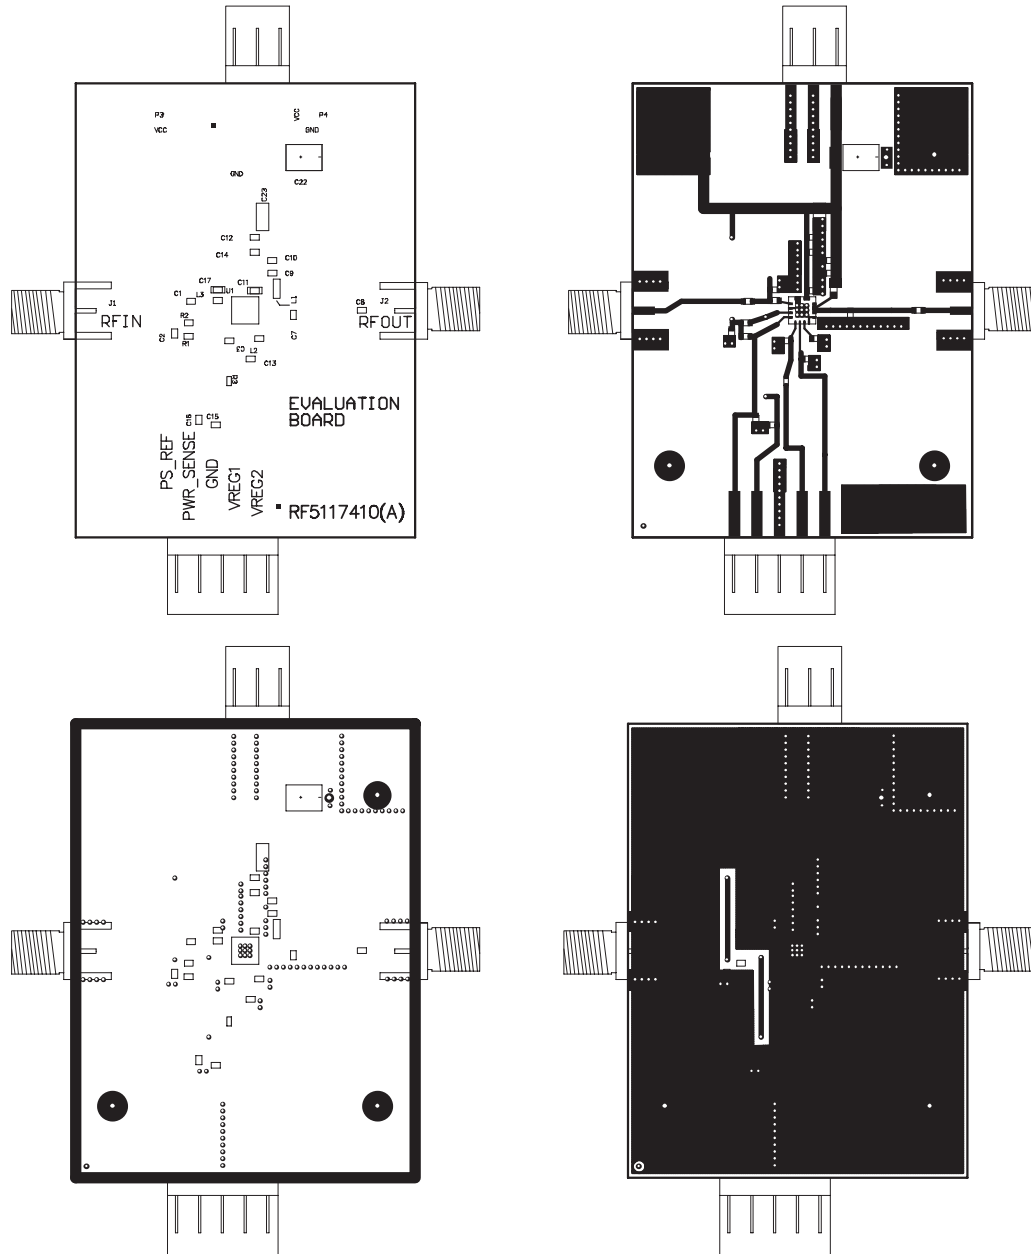 P3
VCC
VCC
P4
GND
C22
GND
C23
C12
C14
C10
C9
C17
C11
C1
L3
U1
L1
J1
J2
C8
RFIN
RFOUT
R2
C2
R1
C3
L2
C7
C13
R3
EVALUATION
BOARD
C16
C15
PS_REF
PWR_SENSE
GND
VREG1
VREG2
RF5117410(A)